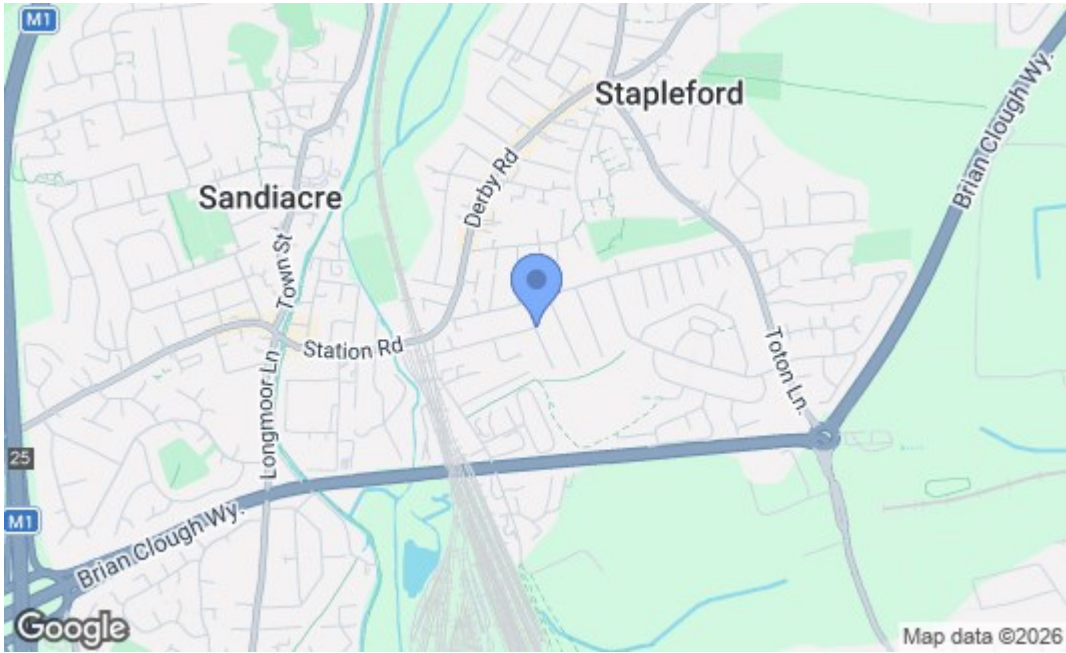 M1
Stapleford
Brian Clough Wy.
Derby Rd
Sandiacre
Town St
Station Rd
Longmoor Ln
Toton Ln.
25
M1
Brian Clough Wy.
Google
Map data ©2026